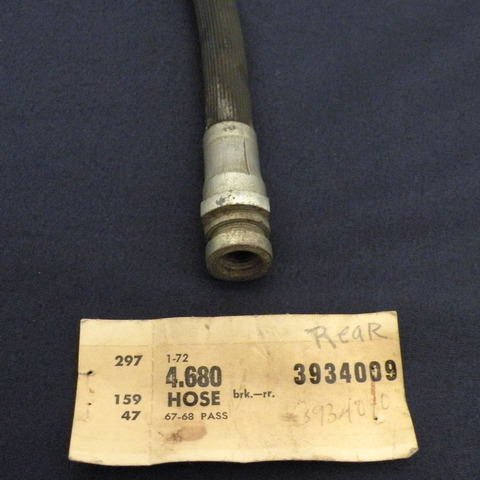 Rear
297 1-72
4.680 3934009
159 HOSE brk.—rr.
47 67-68 PASS